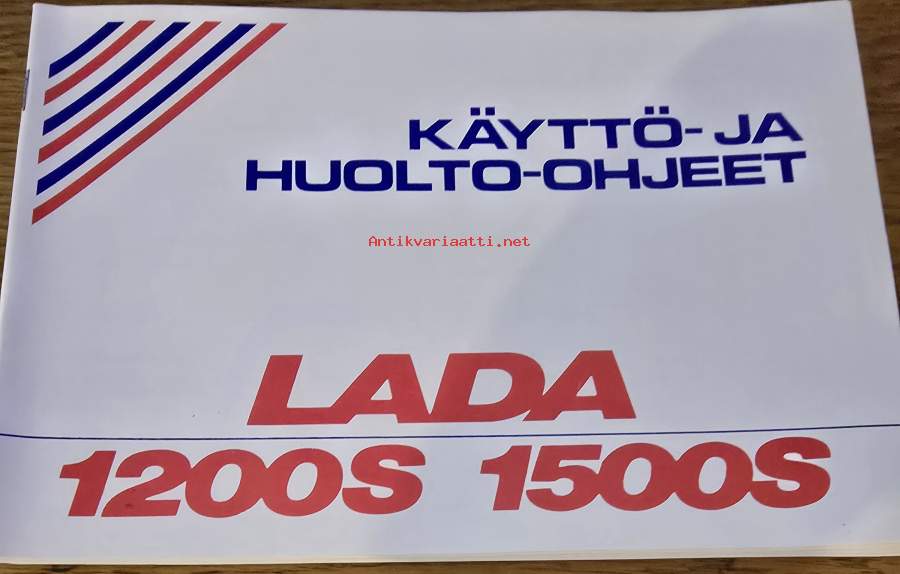 KÄYTTÖ-JA
HUOLTO-OHJEET
Antikvariaatti.net
LADA
1200S 1500S